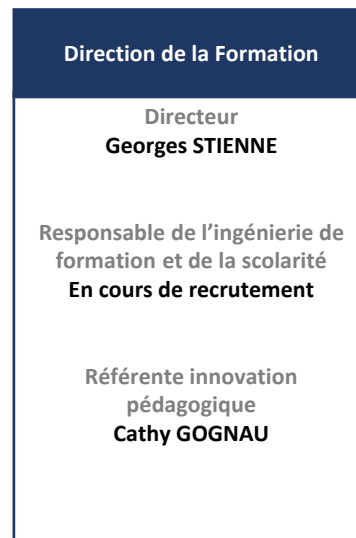 Direction de la Formation
Directeur
Georges STIENNE
Responsable de l’ingénierie de
formation et de la scolarité
En cours de recrutement
Référente innovation
pédagogique
Cathy GOGNAU